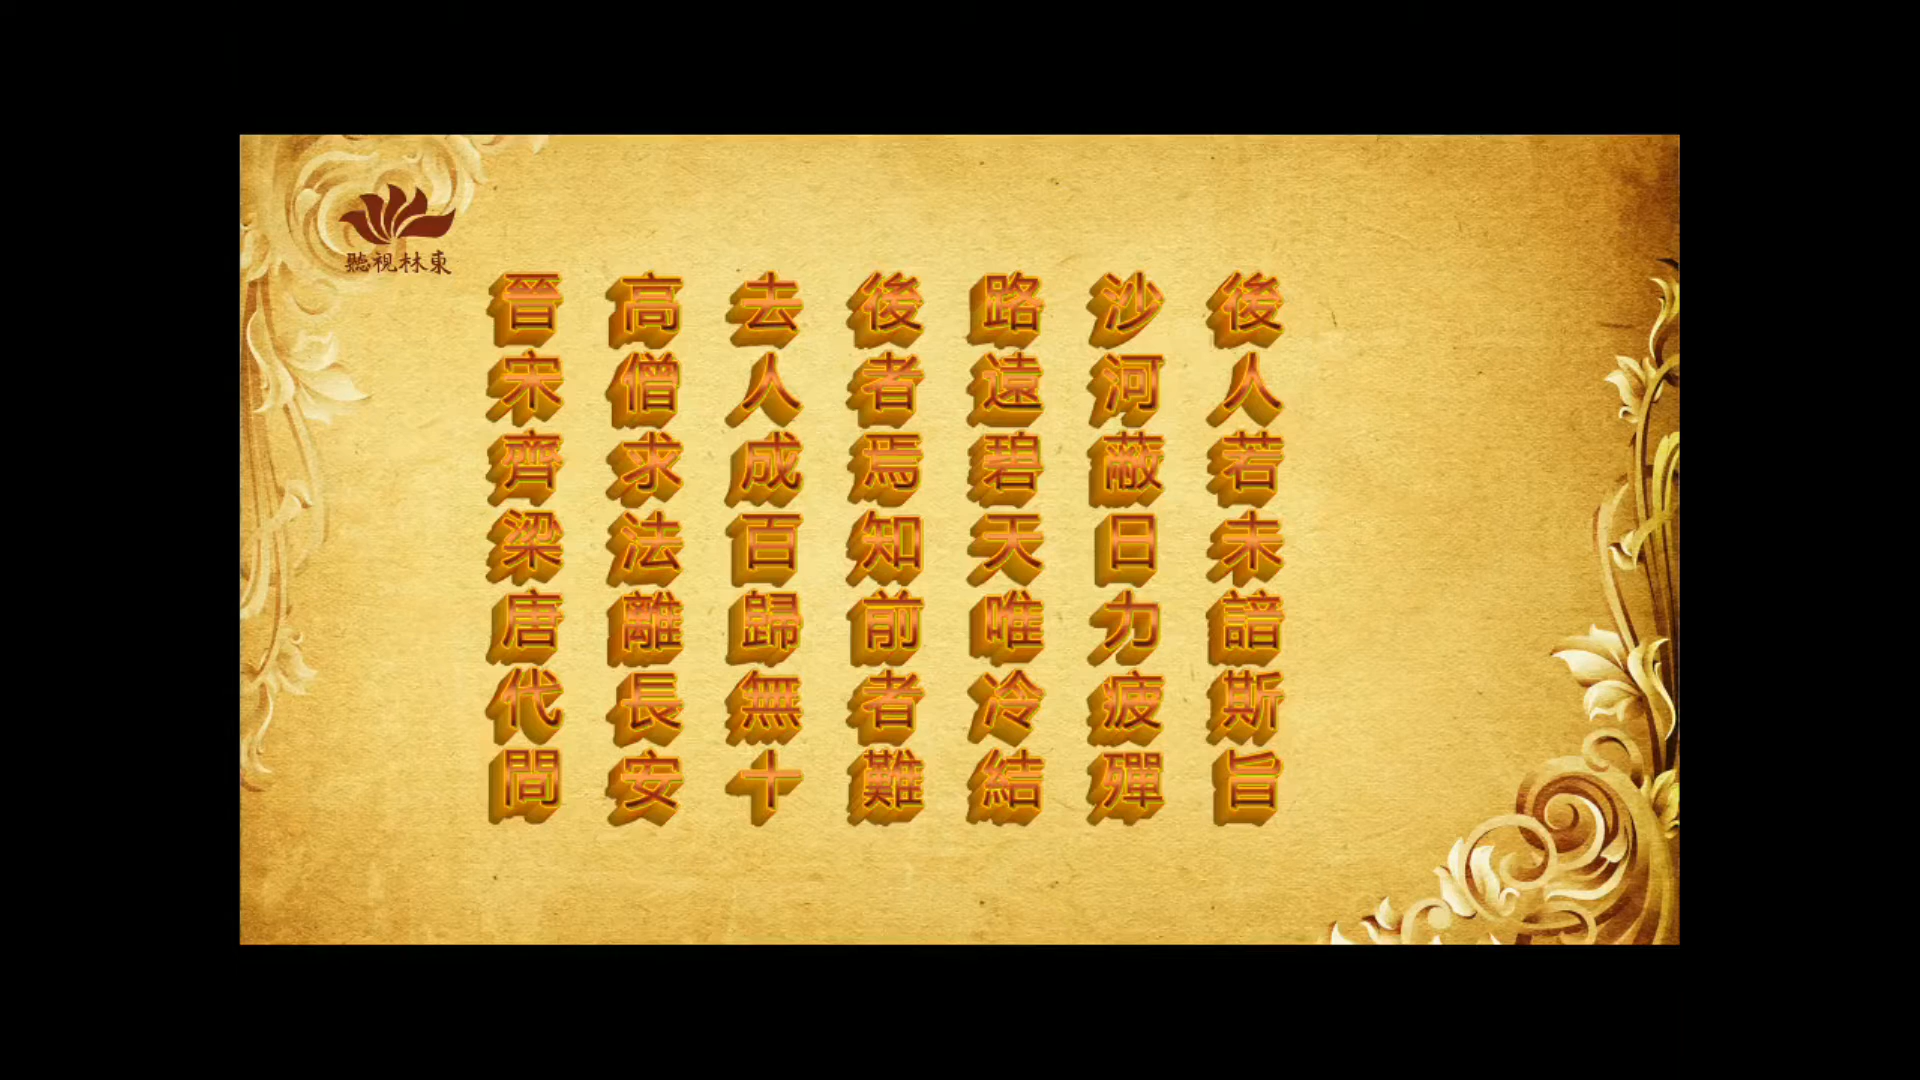 聽視林東
晉宋齊梁唐代間
高僧求法離長安
去人成百歸無十
後者焉知前者難
路遠碧天唯冷結
沙河蔽日力疲殫
後人若未諳斯旨